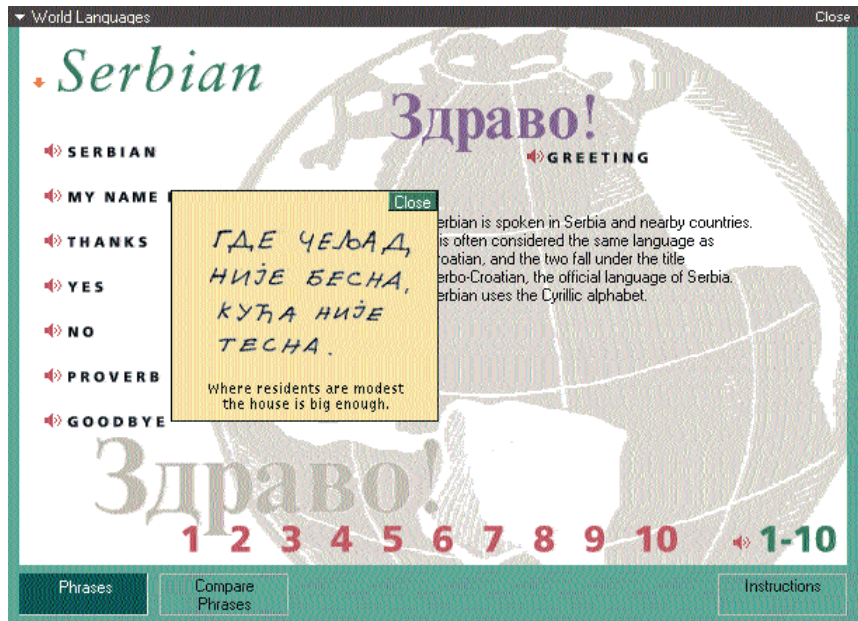 World Languages
Close
Serbian
Здраво!
GREETING
SERBIAN
MY NAME
THANKS
YES
NO
PROVERB
GOODBYE
Close
ГДЕ ЧЕЉАД
НИЈЕ БЕСНА,
КУЋА НИЈЕ
ТЕСНА.
Where residents are modest
the house is big enough.
erbian is spoken in Serbia and nearby countries.
is often considered the same language as
roatian, and the two fall under the title
erbo-Croatian, the official language of Serbia.
erbian uses the Cyrillic alphabet.
Здраво!
1 2 3 4 5 6 7 8 9 10
1-10
Phrases
Compare
Phrases
Instructions